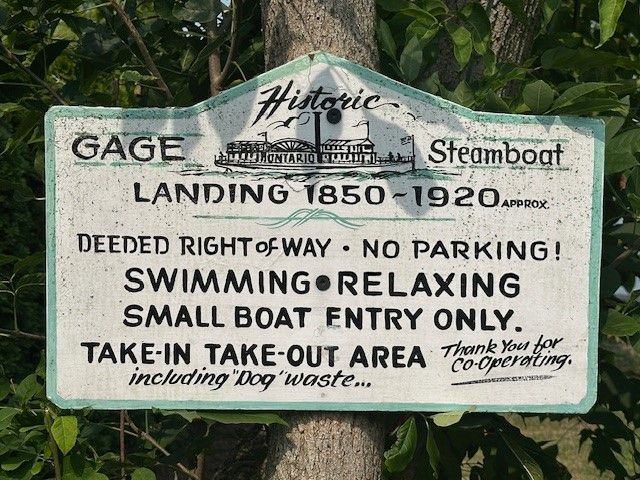 Historic
GAGE ONTARIO Steamboat
LANDING 1850~1920 APPROX.
DEEDED RIGHT of WAY · NO PARKING!
SWIMMING · RELAXING
SMALL BOAT ENTRY ONLY.
TAKE-IN TAKE-OUT AREA Thank You for
including "Dog" waste... Co-Operating.